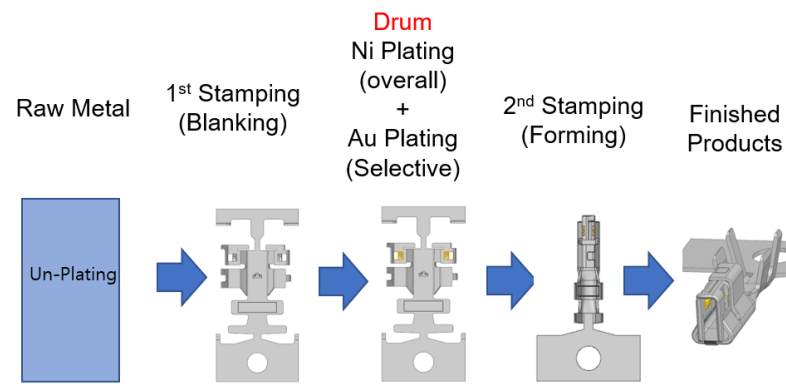 Raw Metal
1st Stamping
(Blanking)
Drum
Ni Plating
(overall)
+
Au Plating
(Selective)
2nd Stamping
(Forming)
Finished
Products
Un-Plating